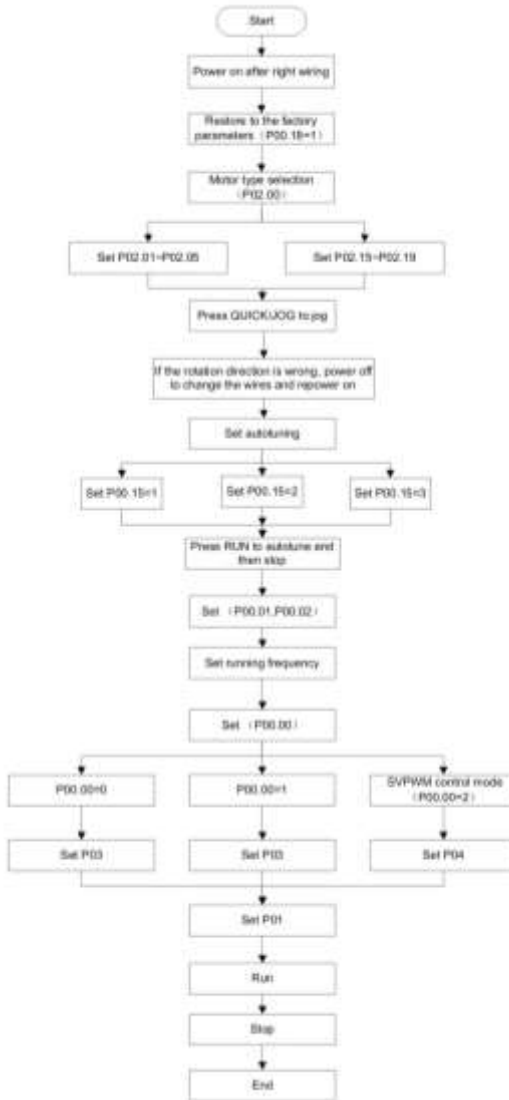 Start
Power on after right wiring
Restore to the factory
parameters（P00.18=1）
Motor type selection
（P02.00）
Set P02.01~P02.05
Set P02.15~P02.19
Press QUICK/JOG to jog
If the rotation direction is wrong, power off
to change the wires and repower on
Set autotuning
Set P00.15=1
Set P00.15=2
Set P00.15=3
Press RUN to autotune and
then stop
Set （P00.01,P00.02）
Set running frequency
Set （P00.00）
P00.00=0
P00.00=1
SVPWM control mode
（P00.00=2）
Set P03
Set P03
Set P04
Set P01
Run
Stop
End